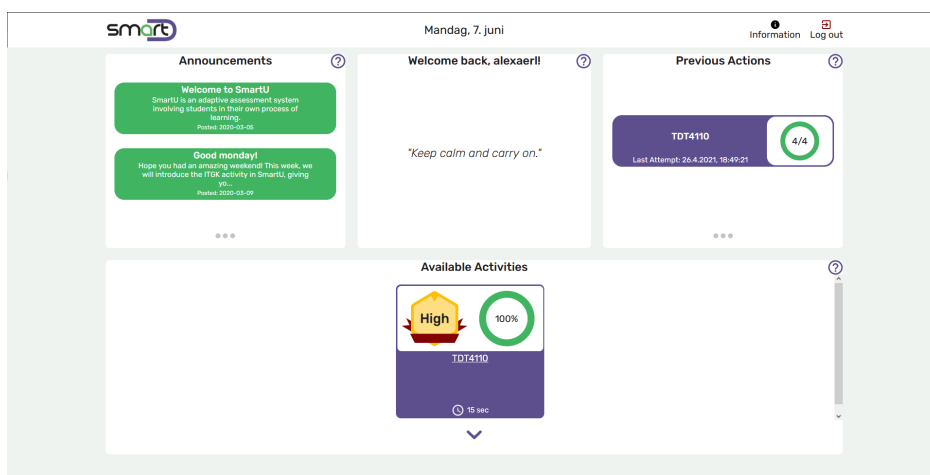 smart
Mandag, 7. juni
Information
Log out
Announcements
?
Welcome to SmartU
SmartU is an adaptive assessment system
involving students in their own process of
learning.
Posted: 2020-03-05
Good monday!
Hope you had an amazing weekend! This week, we
will introduce the ITGK activity in SmartU, giving
yo...
Posted: 2020-03-09
Welcome back, alexaerl!
?
"Keep calm and carry on."
Previous Actions
?
TDT4110
Last Attempt: 26.4.2021, 18:49:21
4/4
Available Activities
?
High
100%
TDT4110
15 sec